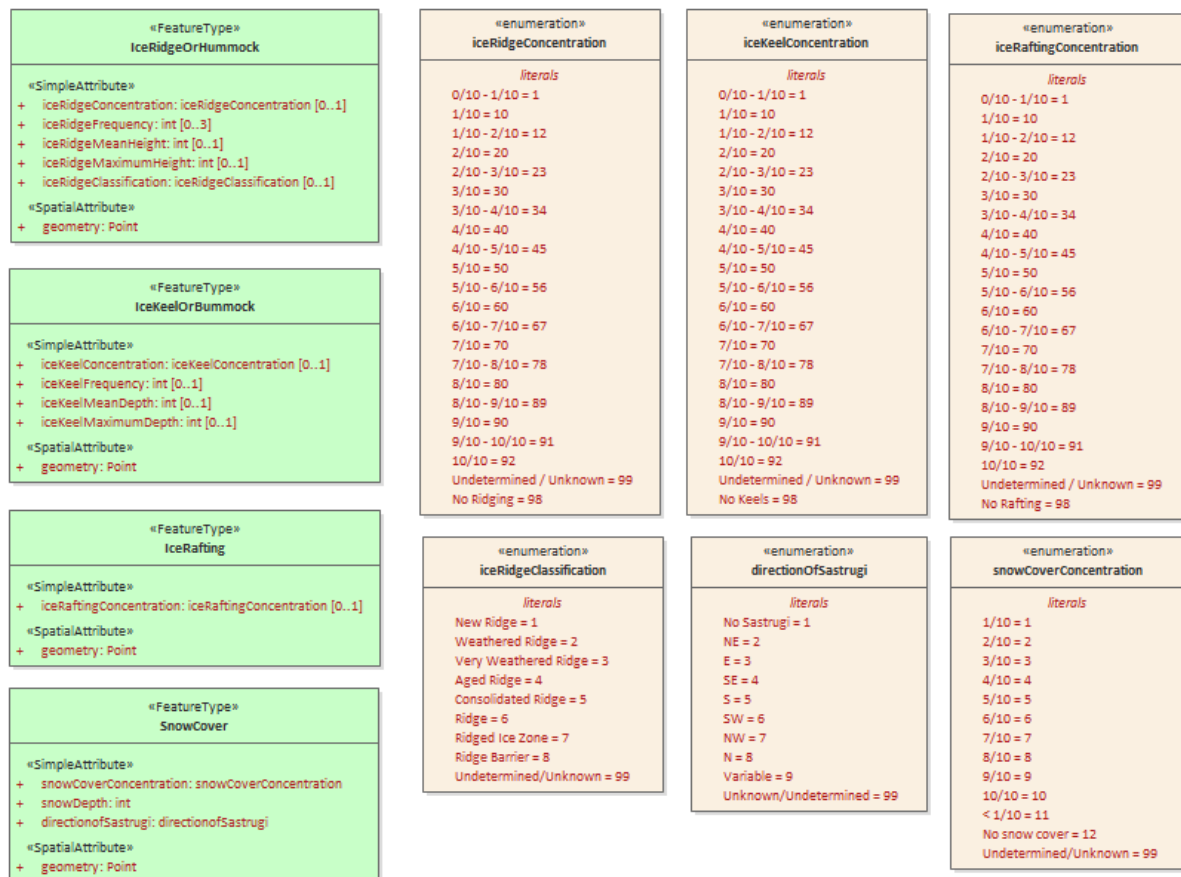 «FeatureType»
IceRidgeOrHummock
«SimpleAttribute»
+ iceRidgeConcentration: iceRidgeConcentration [0..1]
+ iceRidgeFrequency: int [0..3]
+ iceRidgeMeanHeight: int [0..1]
+ iceRidgeMaximumHeight: int [0..1]
+ iceRidgeClassification: iceRidgeClassification [0..1]
«SpatialAttribute»
+ geometry: Point
«FeatureType»
IceKeelOrBummock
«SimpleAttribute»
+ iceKeelConcentration: iceKeelConcentration [0..1]
+ iceKeelFrequency: int [0..1]
+ iceKeelMeanDepth: int [0..1]
+ iceKeelMaximumDepth: int [0..1]
«SpatialAttribute»
+ geometry: Point
«FeatureType»
IceRafting
«SimpleAttribute»
+ iceRaftingConcentration: iceRaftingConcentration [0..1]
«SpatialAttribute»
+ geometry: Point
«FeatureType»
SnowCover
«SimpleAttribute»
+ snowCoverConcentration: snowCoverConcentration
+ snowDepth: int
+ directionofSastrugi: directionofSastrugi
«SpatialAttribute»
+ geometry: Point
«enumeration»
iceRidgeConcentration
literals
0/10 - 1/10 = 1
1/10 = 10
1/10 - 2/10 = 12
2/10 = 20
2/10 - 3/10 = 23
3/10 = 30
3/10 - 4/10 = 34
4/10 = 40
4/10 - 5/10 = 45
5/10 = 50
5/10 - 6/10 = 56
6/10 = 60
6/10 - 7/10 = 67
7/10 = 70
7/10 - 8/10 = 78
8/10 = 80
8/10 - 9/10 = 89
9/10 = 90
9/10 - 10/10 = 91
10/10 = 92
Undetermined / Unknown = 99
No Ridging = 98
«enumeration»
iceKeelConcentration
literals
0/10 - 1/10 = 1
1/10 = 10
1/10 - 2/10 = 12
2/10 = 20
2/10 - 3/10 = 23
3/10 = 30
3/10 - 4/10 = 34
4/10 = 40
4/10 - 5/10 = 45
5/10 = 50
5/10 - 6/10 = 56
6/10 = 60
6/10 - 7/10 = 67
7/10 = 70
7/10 - 8/10 = 78
8/10 = 80
8/10 - 9/10 = 89
9/10 = 90
9/10 - 10/10 = 91
10/10 = 92
Undetermined / Unknown = 99
No Keels = 98
«enumeration»
iceRaftingConcentration
literals
0/10 - 1/10 = 1
1/10 = 10
1/10 - 2/10 = 12
2/10 = 20
2/10 - 3/10 = 23
3/10 = 30
3/10 - 4/10 = 34
4/10 = 40
4/10 - 5/10 = 45
5/10 = 50
5/10 - 6/10 = 56
6/10 = 60
6/10 - 7/10 = 67
7/10 = 70
7/10 - 8/10 = 78
8/10 = 80
8/10 - 9/10 = 89
9/10 = 90
9/10 - 10/10 = 91
10/10 = 92
Undetermined / Unknown = 99
No Rafting = 98
«enumeration»
iceRidgeClassification
literals
New Ridge = 1
Weathered Ridge = 2
Very Weathered Ridge = 3
Aged Ridge = 4
Consolidated Ridge = 5
Ridge = 6
Ridged Ice Zone = 7
Ridge Barrier = 8
Undetermined/Unknown = 99
«enumeration»
directionOfSastrugi
literals
No Sastrugi = 1
NE = 2
E = 3
SE = 4
S = 5
SW = 6
NW = 7
N = 8
Variable = 9
Unknown/Undetermined = 99
«enumeration»
snowCoverConcentration
literals
1/10 = 1
2/10 = 2
3/10 = 3
4/10 = 4
5/10 = 5
6/10 = 6
7/10 = 7
8/10 = 8
9/10 = 9
10/10 = 10
< 1/10 = 11
No snow cover = 12
Undetermined/Unknown = 99